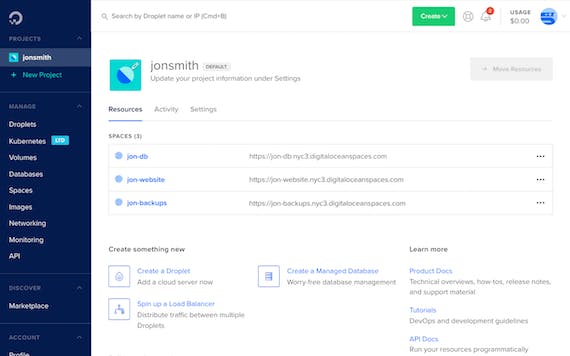 Search by Droplet name or IP (Cmd+B)
Create
2
USAGE
$0.00
PROJECTS
jonsmith
+ New Project
MANAGE
Droplets
Kubernetes LTD
Volumes
Databases
Spaces
Images
Networking
Monitoring
API
DISCOVER
Marketplace
ACCOUNT
Profile
jonsmith DEFAULT
Update your project information under Settings
→ Move Resources
Resources Activity Settings
SPACES (3)
jon-db https://jon-db.nyc3.digitaloceanspaces.com
jon-website https://jon-website.nyc3.digitaloceanspaces.com
jon-backups https://jon-backups.nyc3.digitaloceanspaces.com
Create something new
Create a Droplet
Add a cloud server now
Create a Managed Database
Worry-free database management
Spin up a Load Balancer
Distribute traffic between multiple
Droplets
Learn more
Product Docs
Technical overviews, how-tos, release notes,
and support material
Tutorials
DevOps and development guidelines
API Docs
Run your resources programmatically